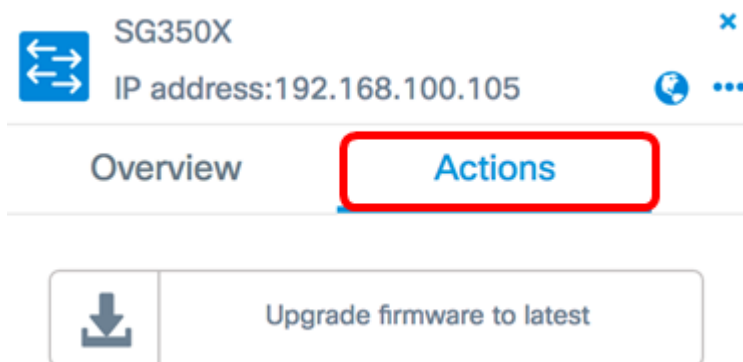 SG350X
IP address:192.168.100.105
Overview Actions
Upgrade firmware to latest